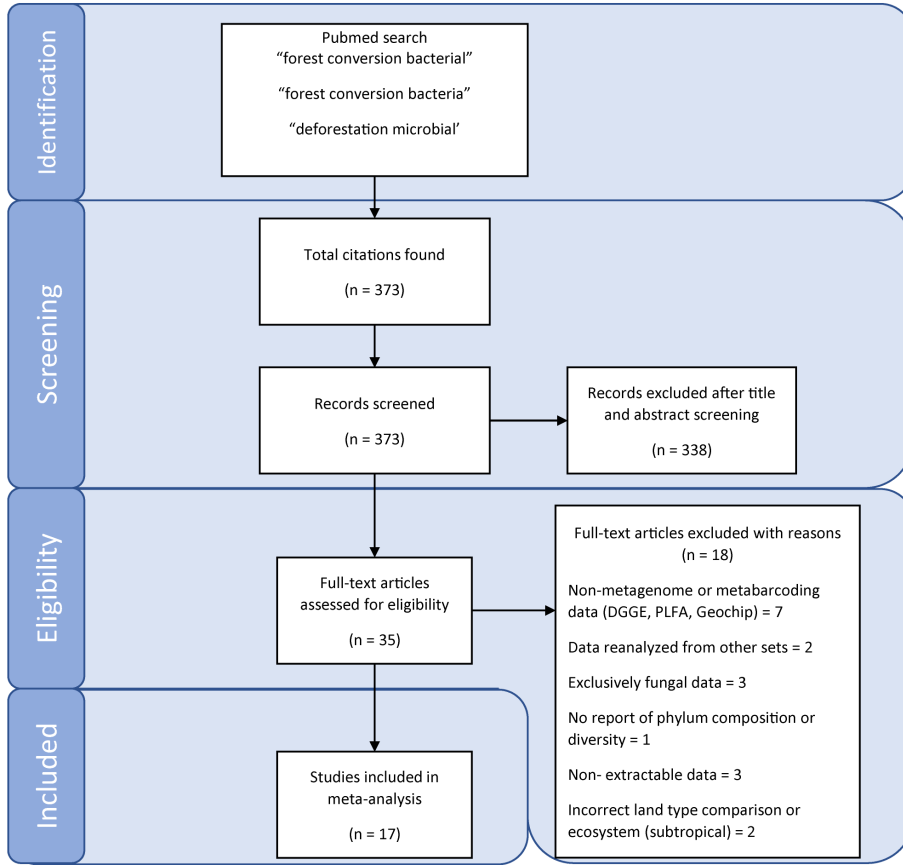 Identification
Pubmed search
“forest conversion bacterial”
“forest conversion bacteria”
“deforestation microbial’
Screening
Total citations found
(n = 373)
Records screened
(n = 373)
Records excluded after title
and abstract screening
(n = 338)
Eligibility
Full-text articles
assessed for eligibility
(n = 35)
Full-text articles excluded with reasons
(n = 18)
Non-metagenome or metabarcoding
data (DGGE, PLFA, Geochip) = 7
Data reanalyzed from other sets = 2
Exclusively fungal data = 3
No report of phylum composition or
diversity = 1
Non- extractable data = 3
Incorrect land type comparison or
ecosystem (subtropical) = 2
Included
Studies included in
meta-analysis
(n = 17)